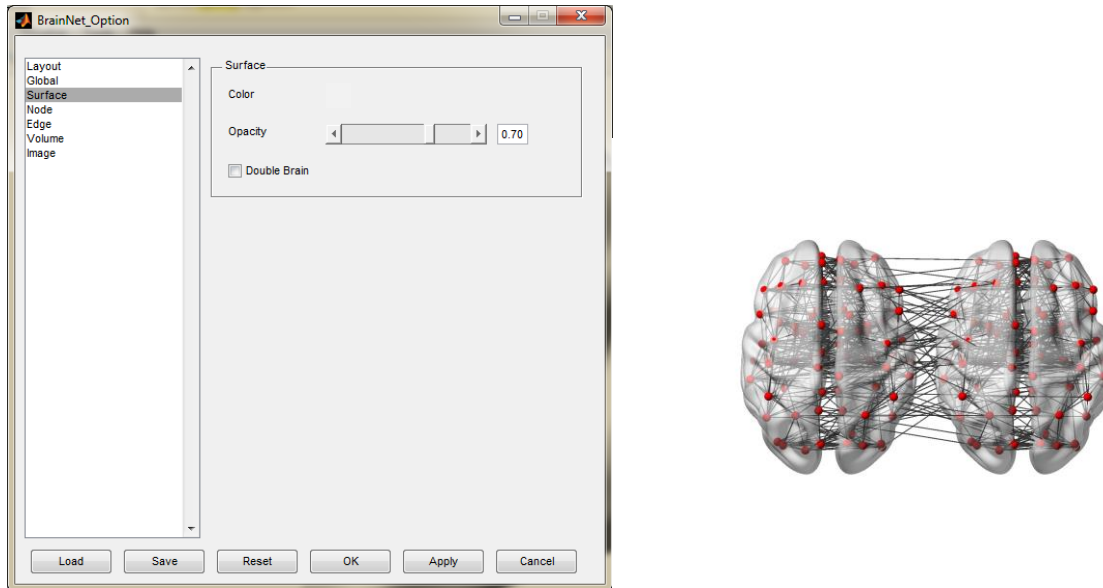 BrainNet_Option
Layout
Global
Surface
Node
Edge
Volume
Image
Surface
Color
Opacity
0.70
Double Brain
Load
Save
Reset
OK
Apply
Cancel